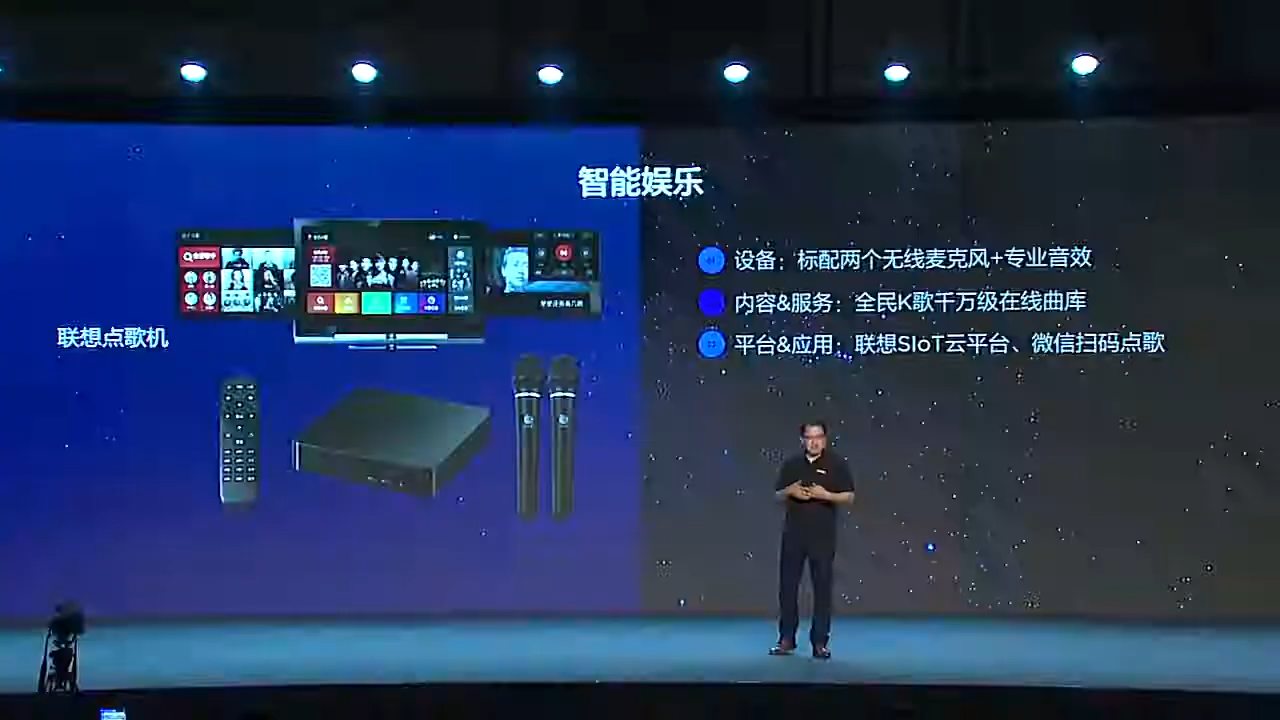 智能娱乐
联想点歌机
设备：标配两个无线麦克风+专业音效
内容&服务：全民K歌千万级在线曲库
平台&应用：联想SIoT云平台、微信扫码点歌